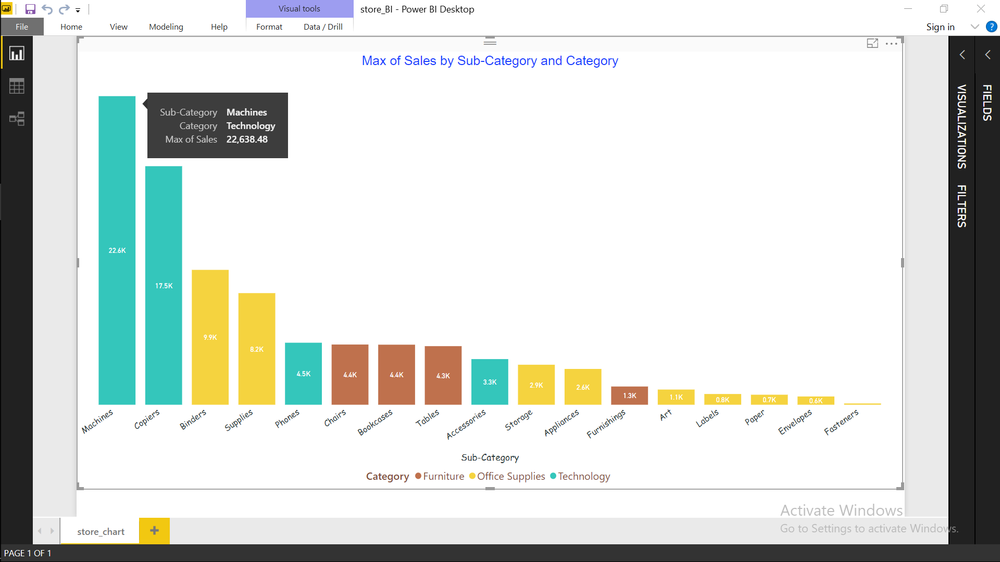 Visual tools
store_BI - Power BI Desktop
File Home View Modeling Help Format Data / Drill Sign in ?
Max of Sales by Sub-Category and Category
Sub-Category Machines
Category Technology
Max of Sales 22,638.48
22.6K
17.5K
9.9K
8.2K
4.5K
4.4K
4.4K
4.3K
3.3K
2.9K
2.6K
1.3K
1.1K
0.8K
0.7K
0.6K
Machines
Copiers
Binders
Supplies
Phones
Chairs
Bookcases
Tables
Accessories
Storage
Appliances
Furnishings
Art
Labels
Paper
Envelopes
Fasteners
Sub-Category
Category Furniture Office Supplies Technology
VISUALIZATIONS
FILTERS
FIELDS
Activate Windows
Go to Settings to activate Windows.
store_chart
PAGE 1 OF 1